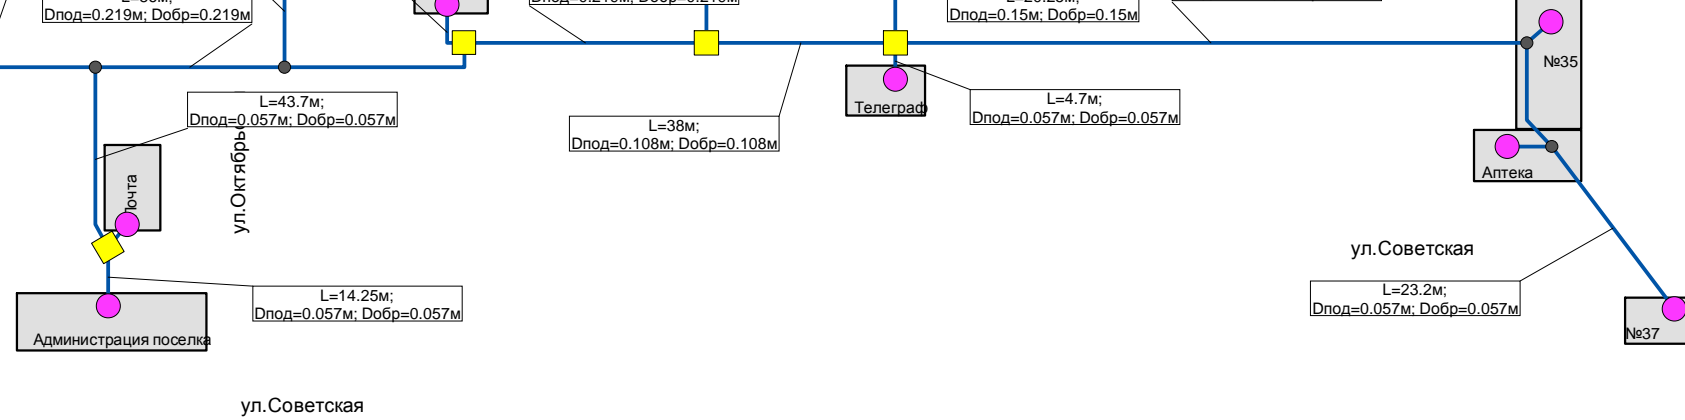 Dпод=0.219м; Dобр=0.219м
Dпод=0.15м; Dобр=0.15м
№35
L=43.7м;
Dпод=0.057м; Dобр=0.057м
Телеграф
L=4.7м;
Dпод=0.057м; Dобр=0.057м
L=38м;
Dпод=0.108м; Dобр=0.108м
Аптека
Почта
ул.Октябрь
ул.Советская
L=14.25м;
Dпод=0.057м; Dобр=0.057м
L=23.2м;
Dпод=0.057м; Dобр=0.057м
Администрация поселка
№37
ул.Советская